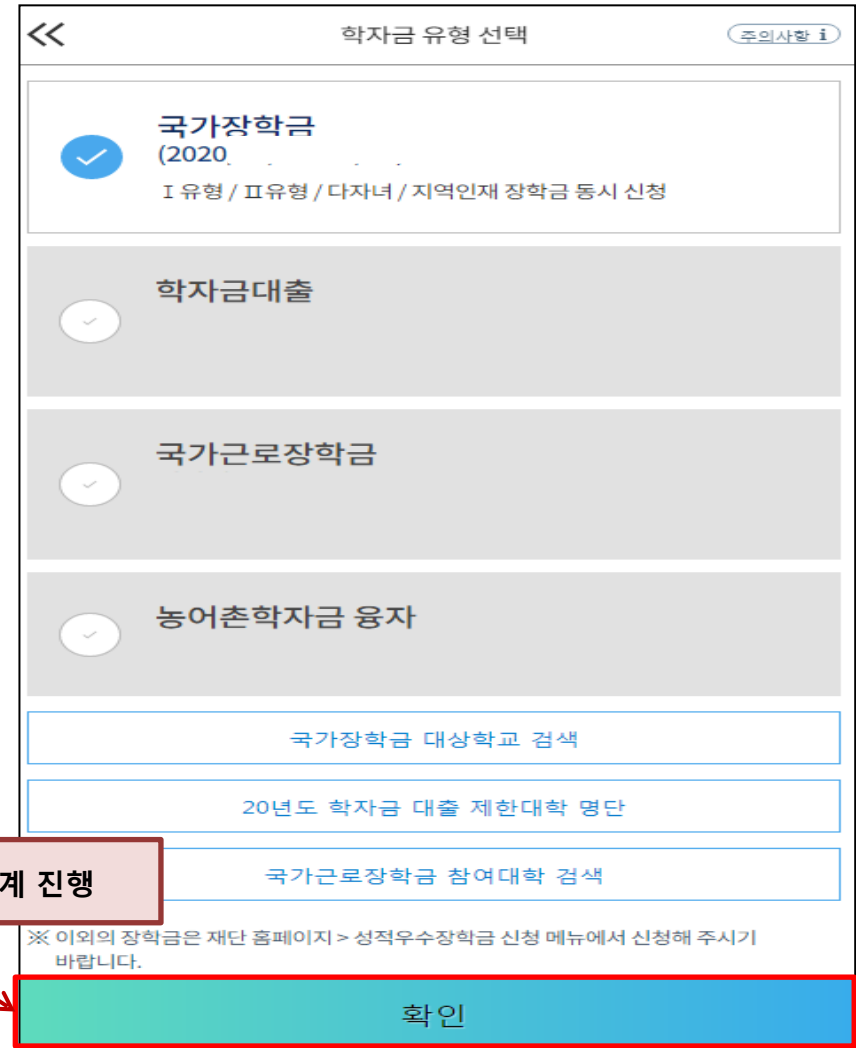 학자금 유형 선택
주의사항 i
국가장학금
(2020
Ⅰ유형 / Ⅱ유형 / 다자녀 / 지역인재 장학금 동시 신청
학자금대출
국가근로장학금
농어촌학자금 융자
국가장학금 대상학교 검색
20년도 학자금 대출 제한대학 명단
계 진행
국가근로장학금 참여대학 검색
※ 이외의 장학금은 재단 홈페이지 > 성적우수장학금 신청 메뉴에서 신청해 주시기
바랍니다.
확인